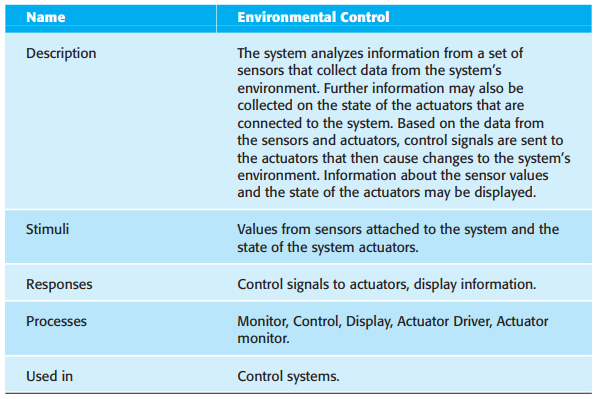 Name Environmental Control
Description The system analyzes information from a set of
sensors that collect data from the system's
environment. Further information may also be
collected on the state of the actuators that are
connected to the system. Based on the data from
the sensors and actuators, control signals are sent to
the actuators that then cause changes to the system's
environment. Information about the sensor values
and the state of the actuators may be displayed.
Stimuli Values from sensors attached to the system and the
state of the system actuators.
Responses Control signals to actuators, display information.
Processes Monitor, Control, Display, Actuator Driver, Actuator
monitor.
Used in Control systems.